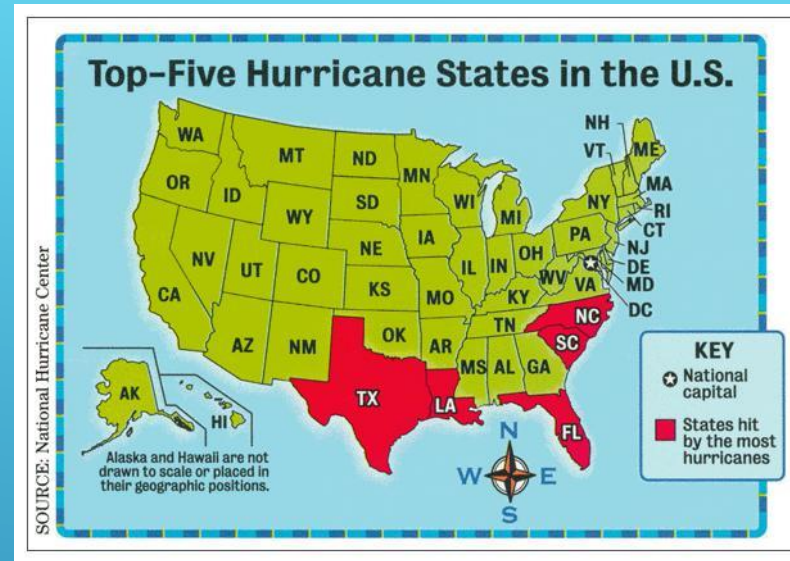 Top-Five Hurricane States in the U.S.
WA
MT
ND
MN
OR
ID
WY
SD
WI
MI
NH
VT
ME
MA
NY
RI
CT
NJ
DE
MD
DC
PA
NV
UT
CO
NE
KS
IA
MO
IL
IN
OH
WV
VA
KY
CA
AZ
NM
OK
AR
TN
NC
SC
MS
AL
GA
TX
LA
FL
AK
HI
Alaska and Hawaii are not
drawn to scale or placed in
their geographic positions.
N
W
E
S
KEY
National
capital
States hit
by the most
hurricanes
SOURCE: National Hurricane Center